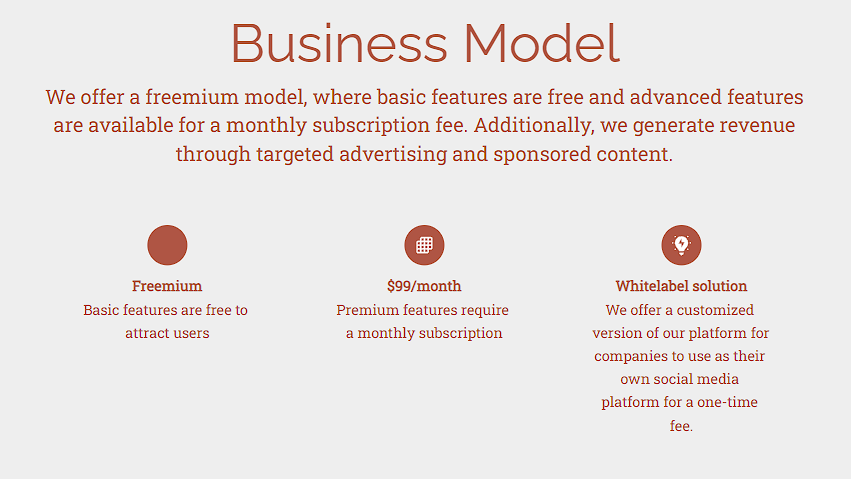 Business Model
We offer a freemium model, where basic features are free and advanced features
are available for a monthly subscription fee. Additionally, we generate revenue
through targeted advertising and sponsored content.
Freemium
Basic features are free to
attract users
$99/month
Premium features require
a monthly subscription
Whitelabel solution
We offer a customized
version of our platform for
companies to use as their
own social media
platform for a one-time
fee.